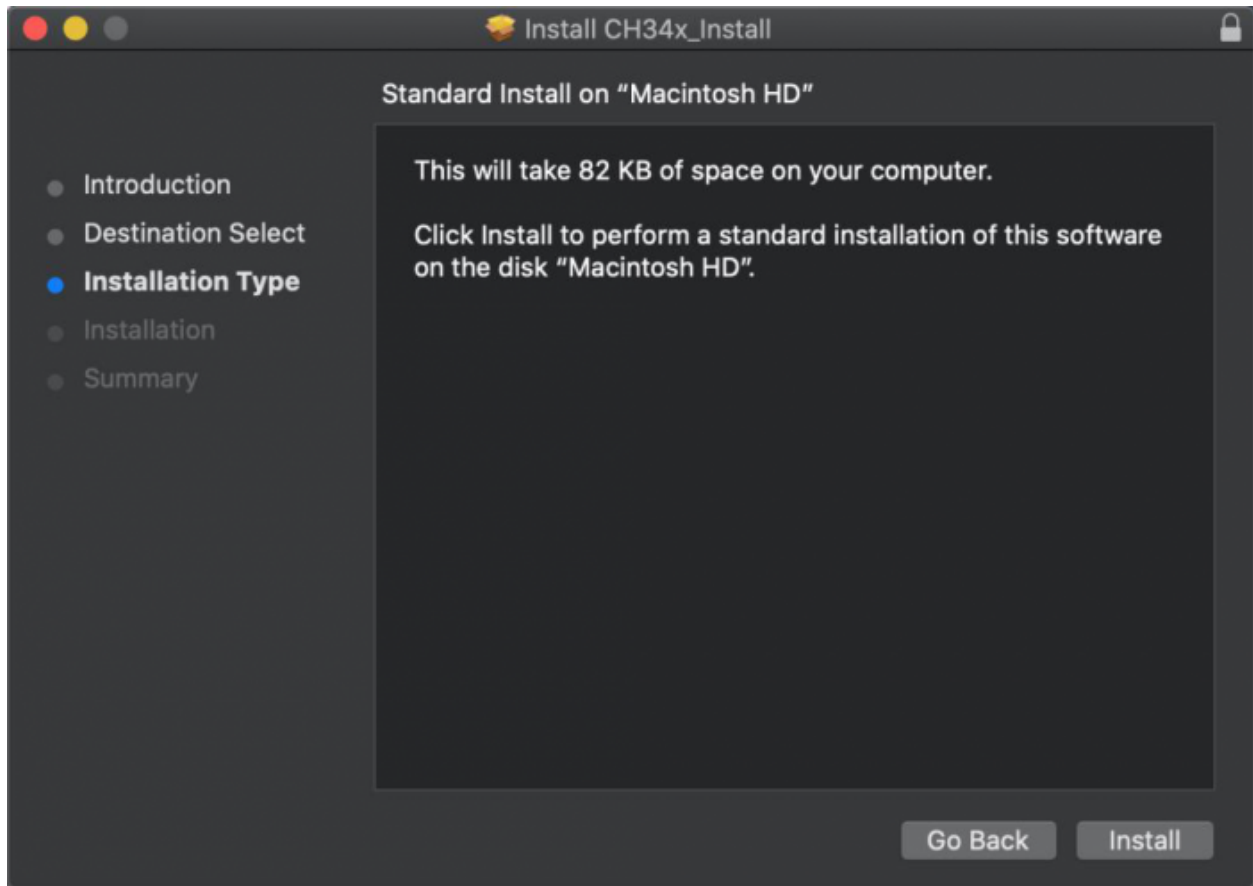 Install CH34x_Install
Standard Install on “Macintosh HD”
Introduction
Destination Select
Installation Type
Installation
Summary
This will take 82 KB of space on your computer.
Click Install to perform a standard installation of this software
on the disk “Macintosh HD”.
Go Back
Install